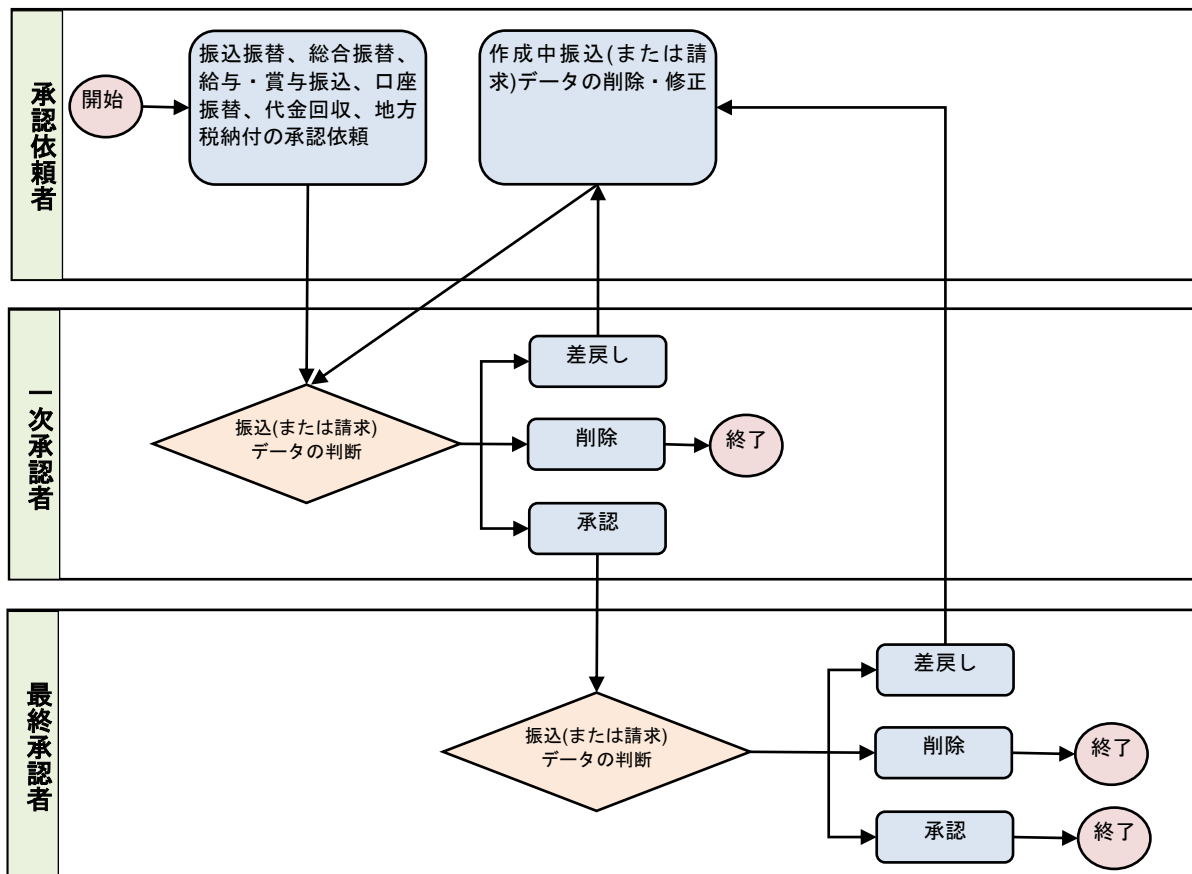 承認依頼者
開始
振込振替、総合振替、
給与・賞与振込、口座
振替、代金回収、地方
税納付の承認依頼
作成中振込(または請
求)データの削除・修正
一次承認者
振込(または請求)
データの判断
差戻し
削除
終了
承認
最終承認者
振込(または請求)
データの判断
差戻し
削除
終了
承認
終了